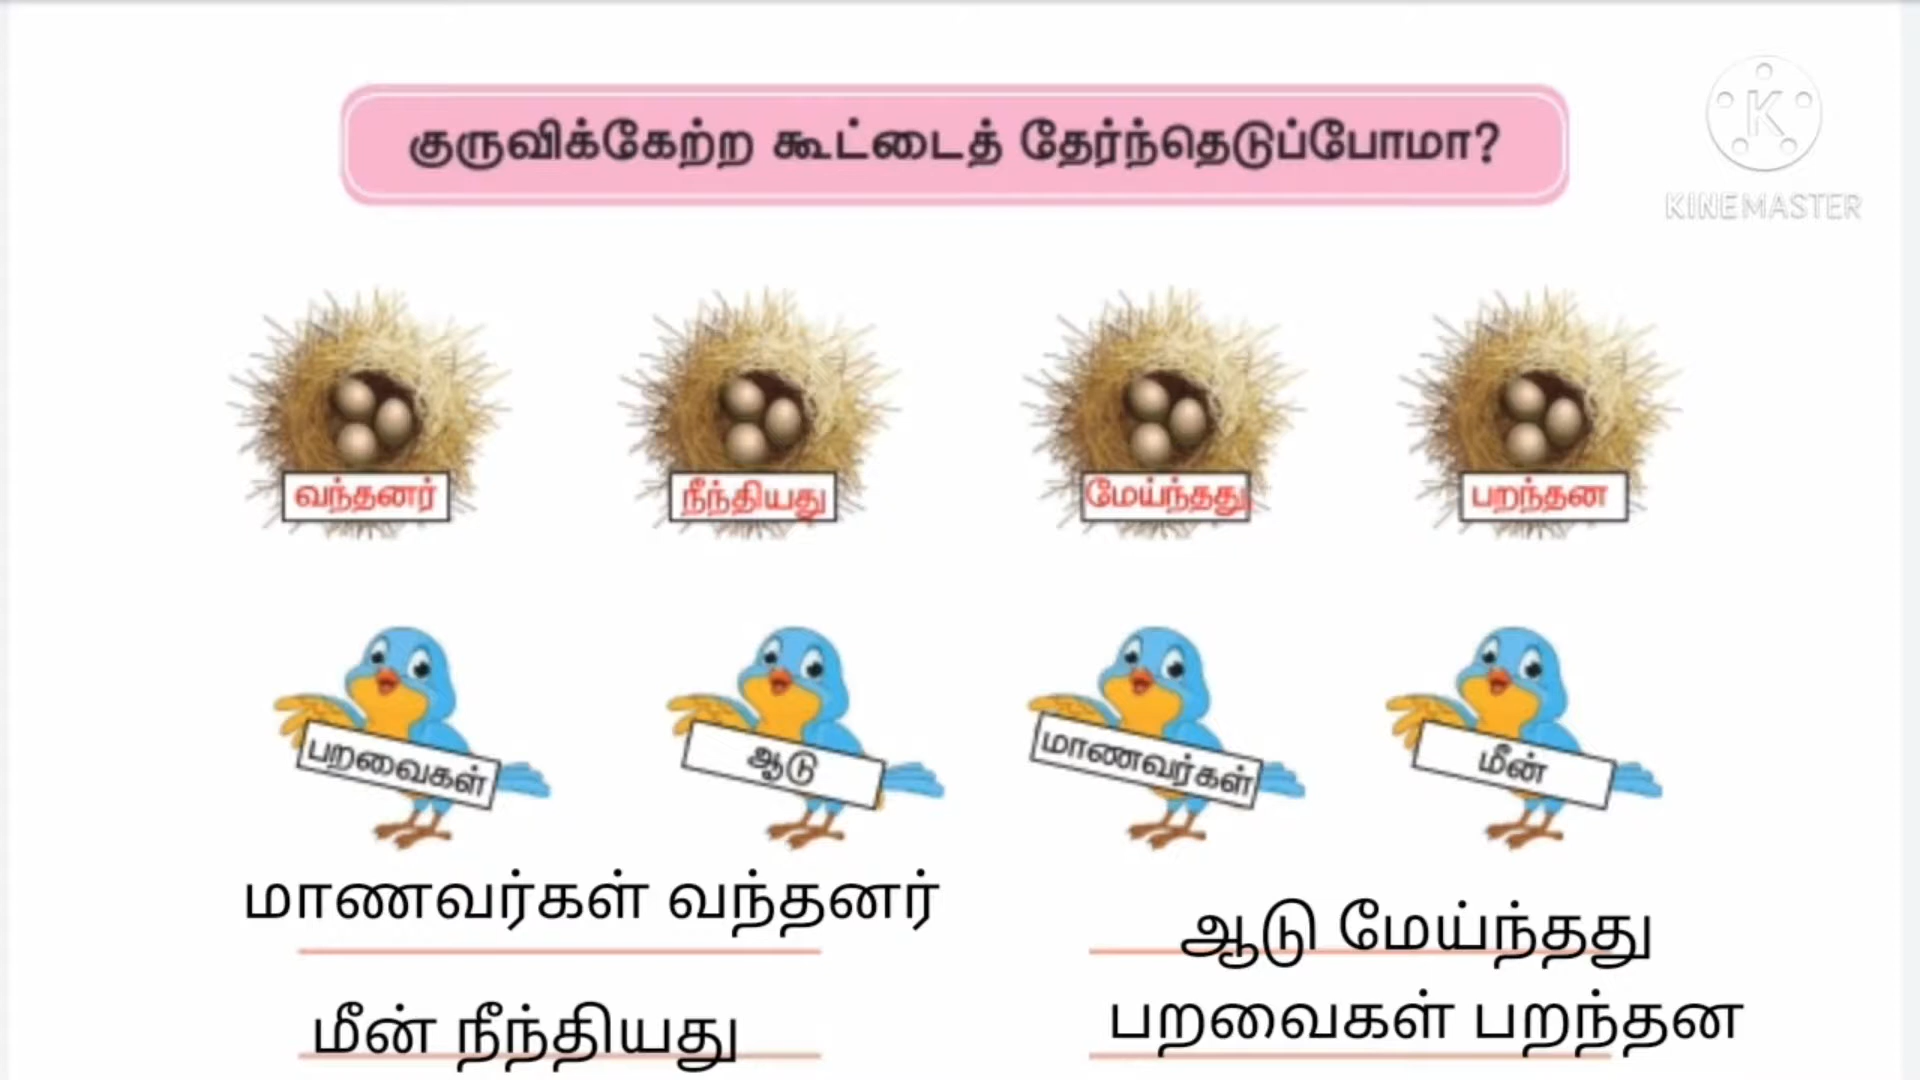 குருவிக்கேற்ற கூட்டைத் தேர்ந்தெடுப்போமா?
K
KINEMASTER
வந்தனர்
நீந்தியது
மேய்ந்தது
பறந்தன
பறவைகள்
ஆடு
மாணவர்கள்
மீன்
மாணவர்கள் வந்தனர்
ஆடு மேய்ந்தது
மீன் நீந்தியது
பறவைகள் பறந்தன